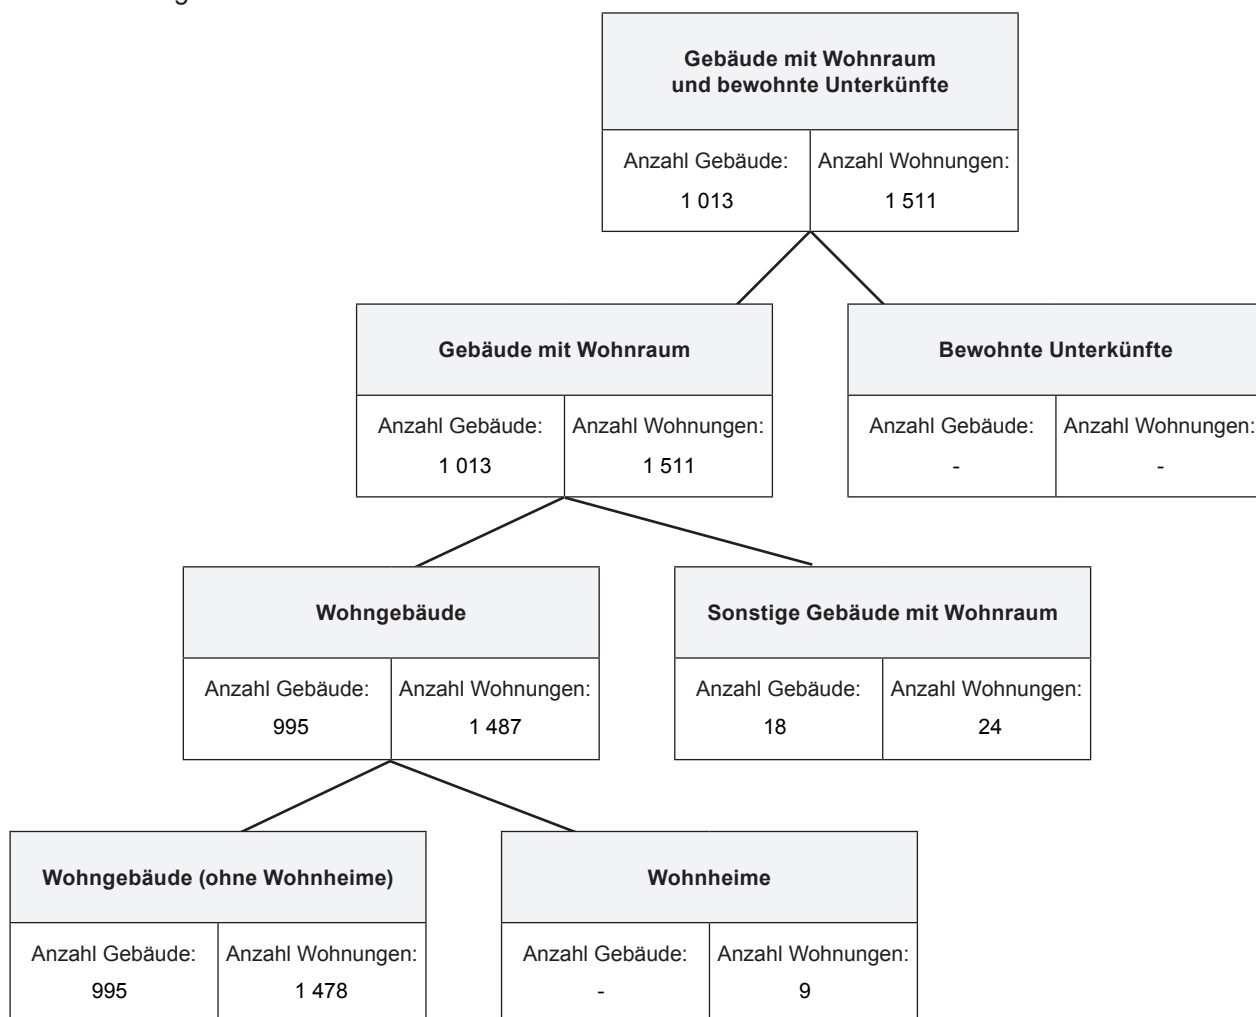 Gebäude mit Wohnraum
und bewohnte Unterkünfte
Anzahl Gebäude:
1 013
Anzahl Wohnungen:
1 511
Gebäude mit Wohnraum
Anzahl Gebäude:
1 013
Anzahl Wohnungen:
1 511
Bewohnte Unterkünfte
Anzahl Gebäude:
-
Anzahl Wohnungen:
-
Wohngebäude
Anzahl Gebäude:
995
Anzahl Wohnungen:
1 487
Sonstige Gebäude mit Wohnraum
Anzahl Gebäude:
18
Anzahl Wohnungen:
24
Wohngebäude (ohne Wohnheime)
Anzahl Gebäude:
995
Anzahl Wohnungen:
1 478
Wohnheime
Anzahl Gebäude:
-
Anzahl Wohnungen:
9